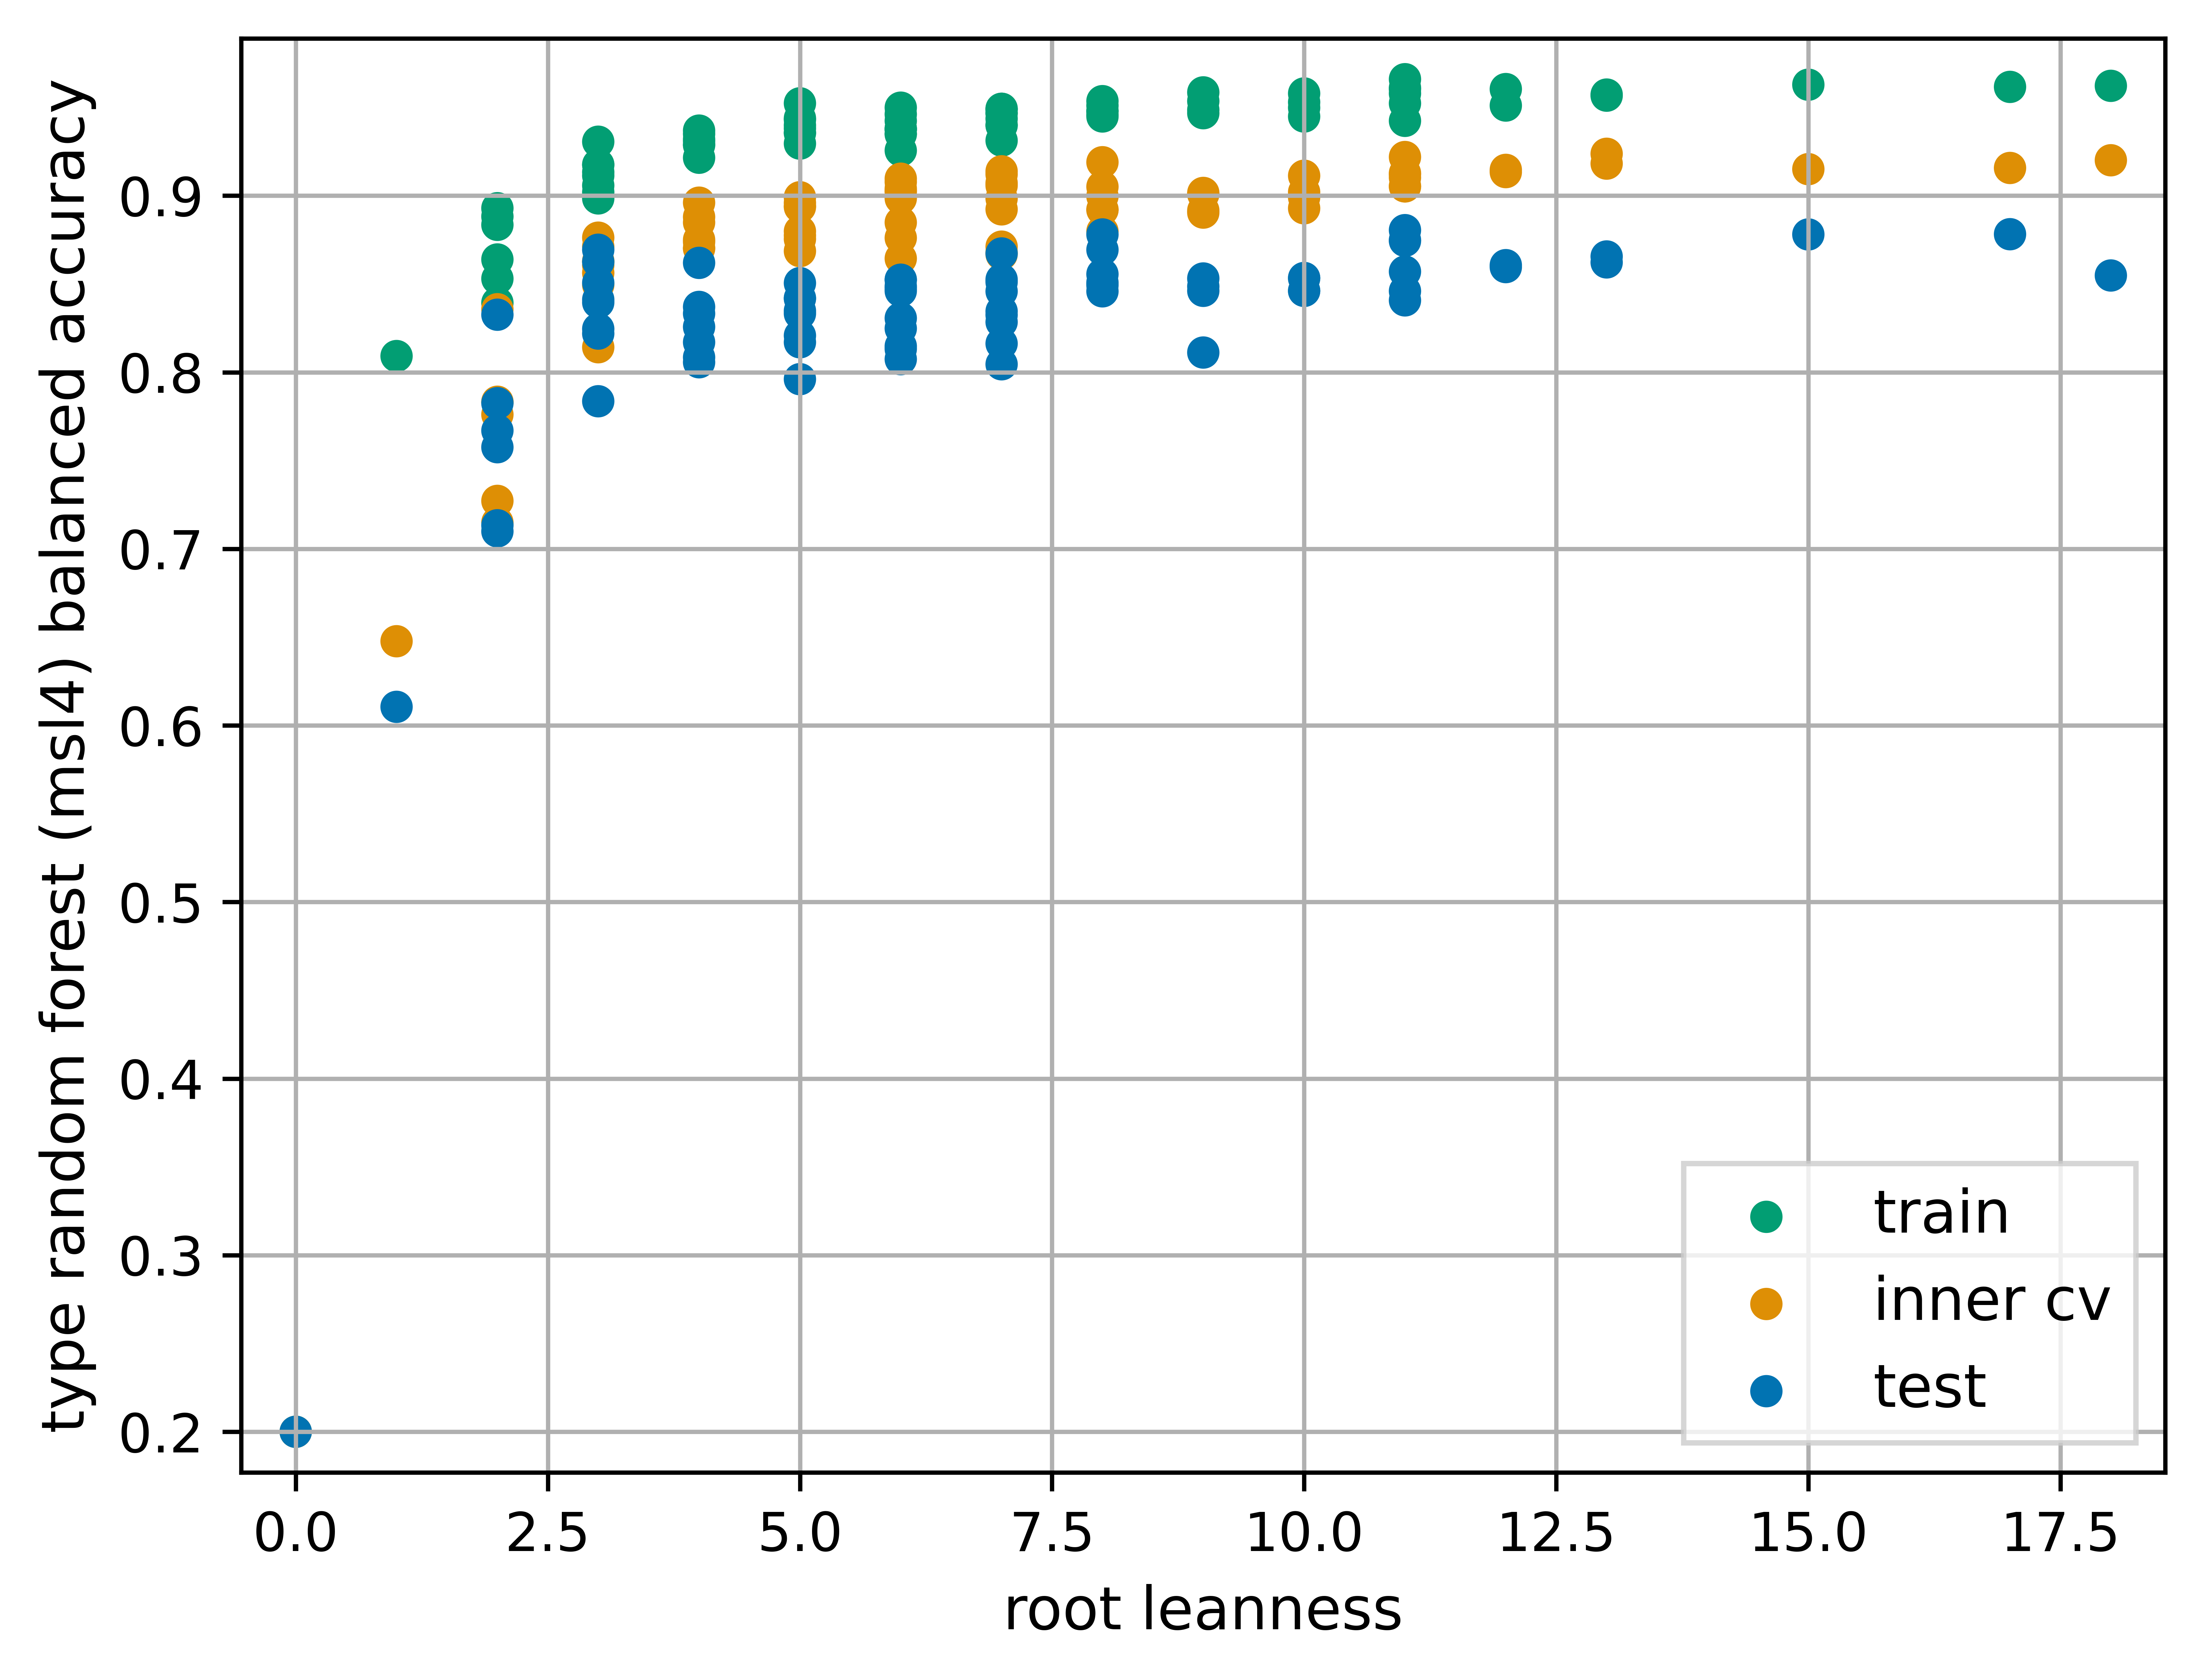 type random forest (msl4) balanced accuracy
0.9
0.8
0.7
0.6
0.5
0.4
0.3
0.2
train
inner cv
test
0.0 2.5 5.0 7.5 10.0 12.5 15.0 17.5
root leanness